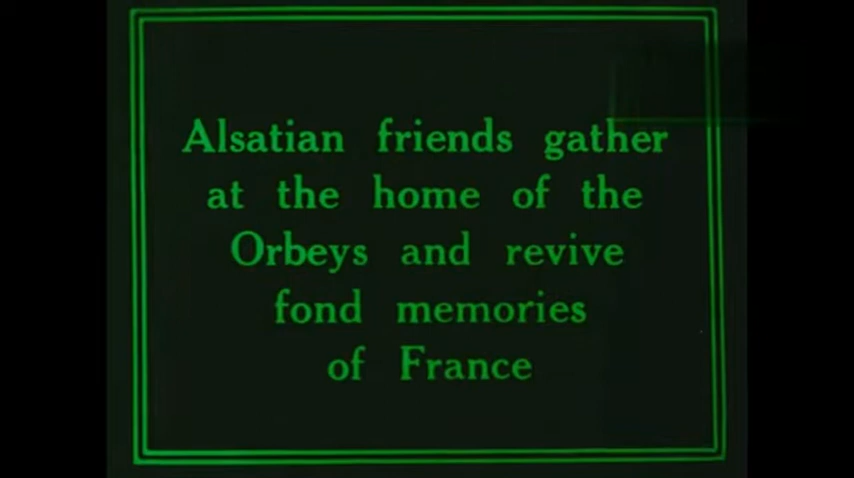 Alsatian friends gather
at the home of the
Orbeys and revive
fond memories
of France